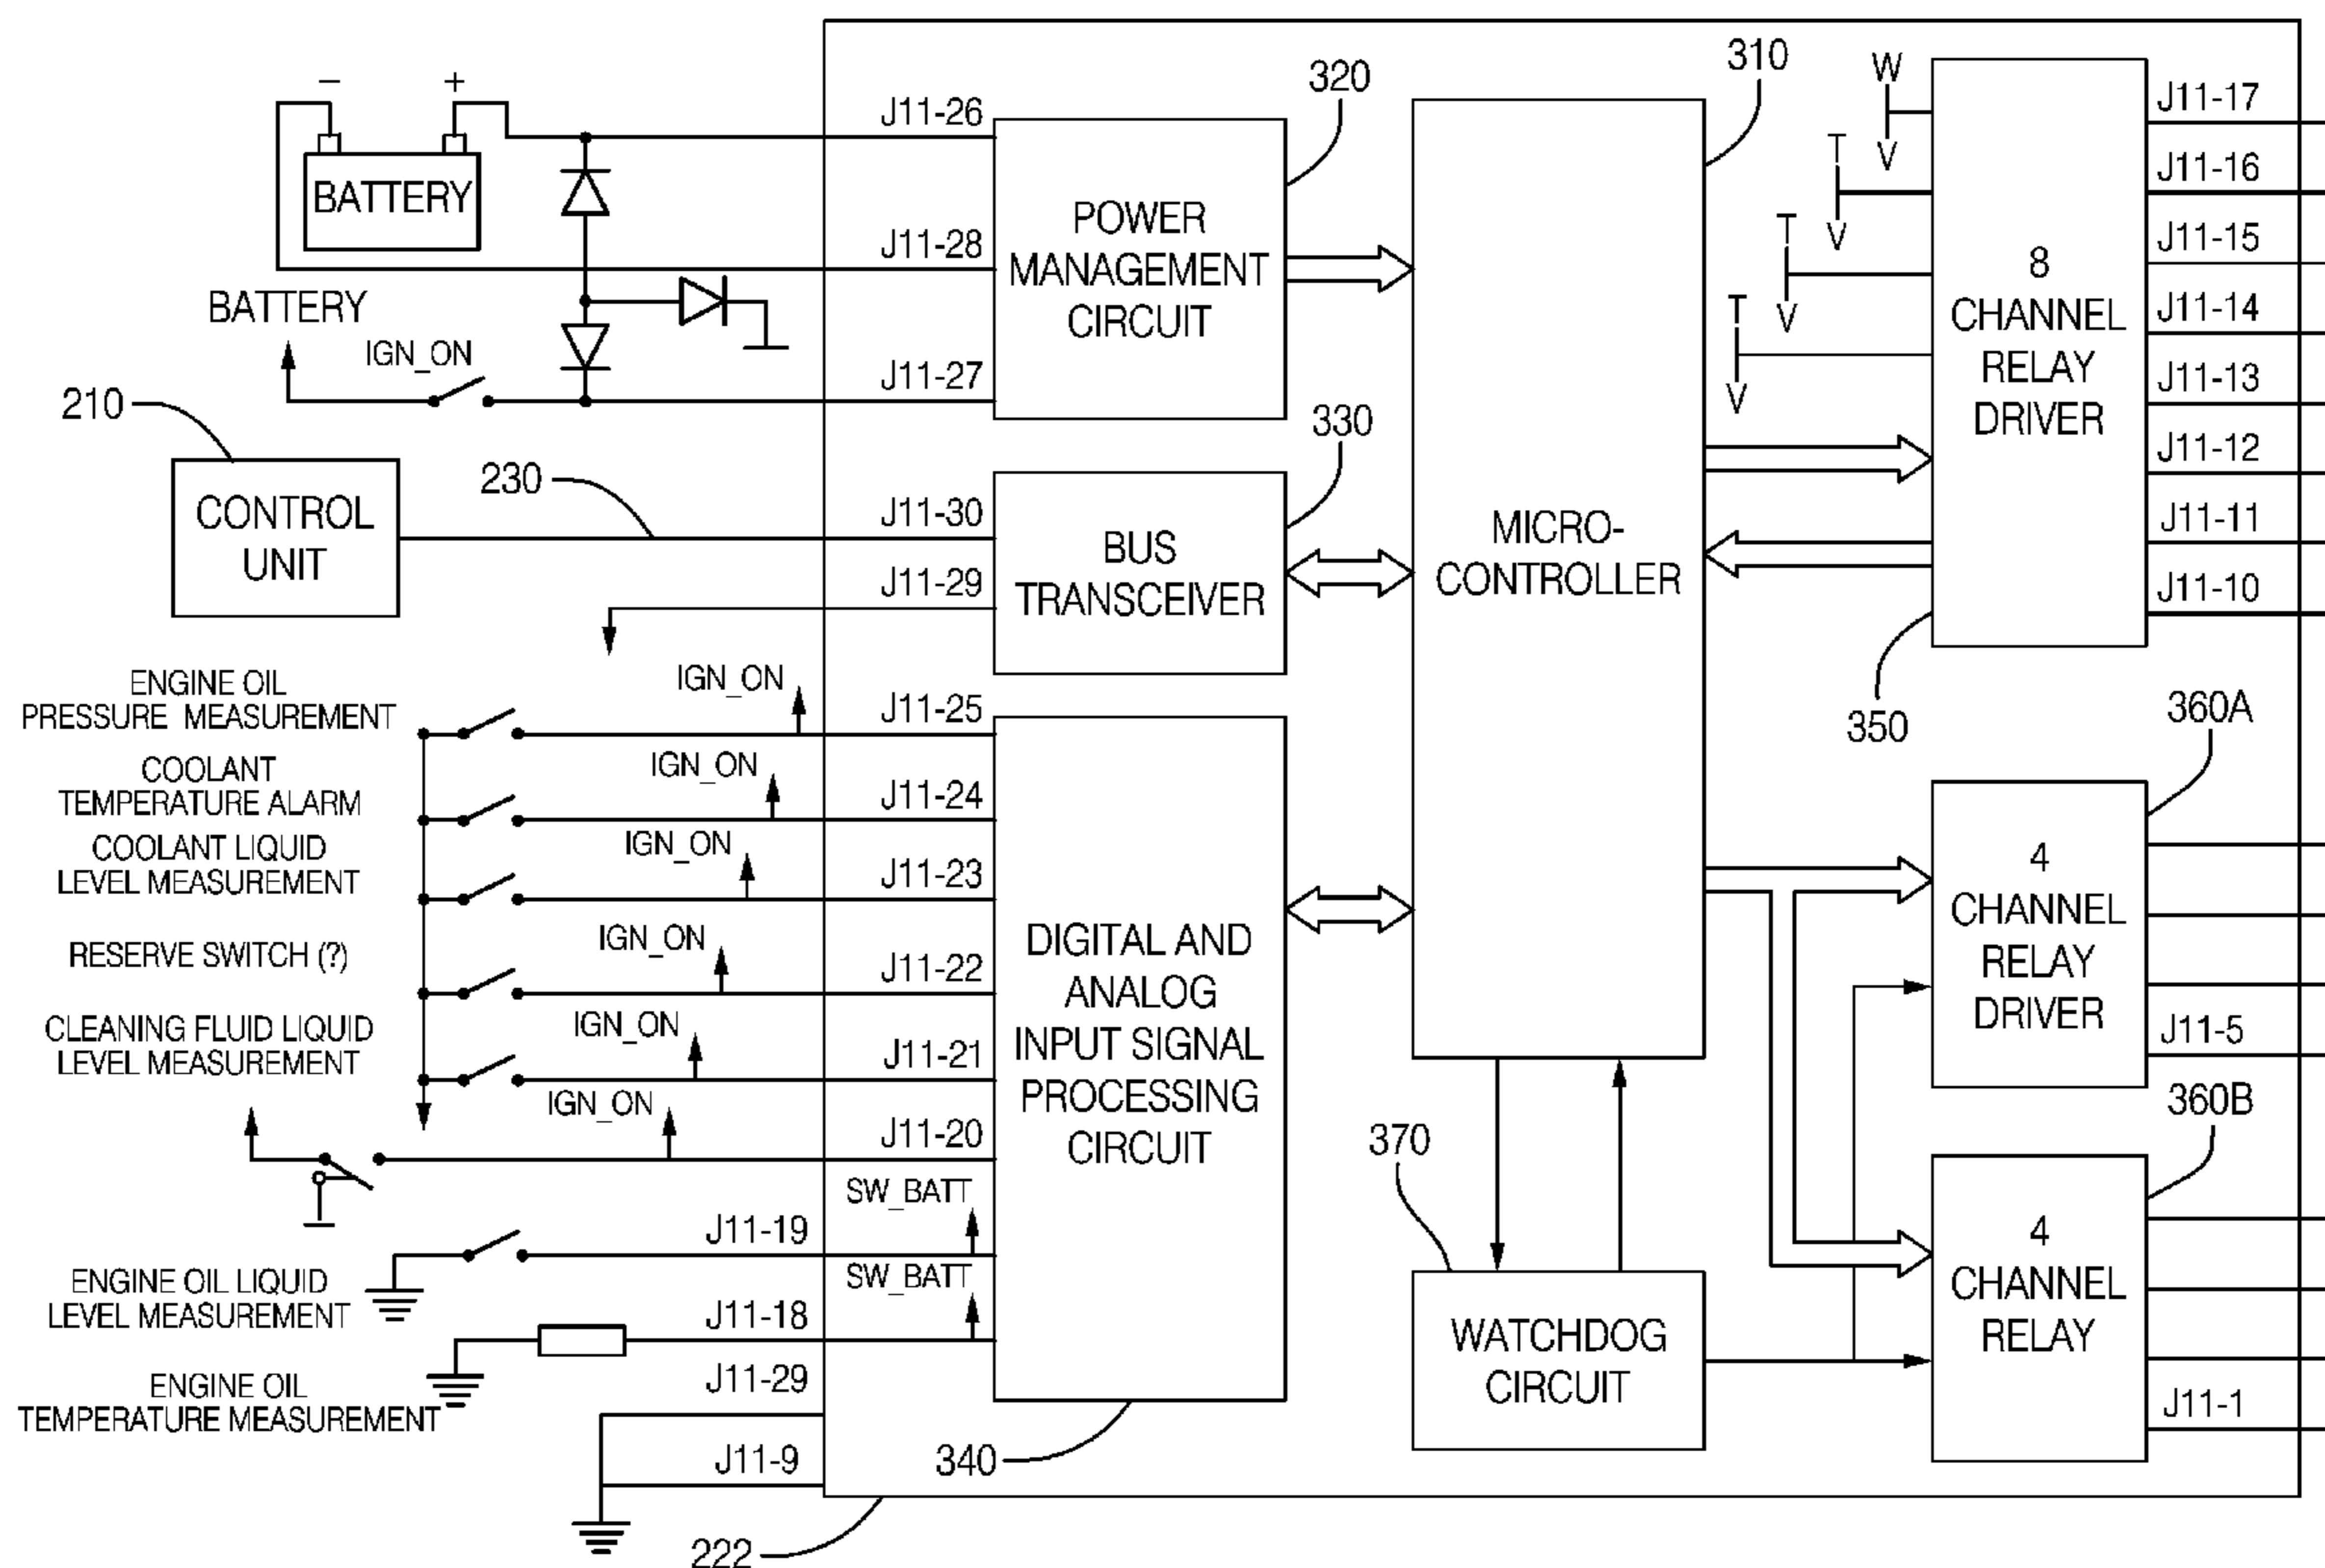 − +
BATTERY
BATTERY
IGN_ON
J11-26
J11-28
J11-27
320
POWER
MANAGEMENT
CIRCUIT
310
MICRO-
CONTROLLER
W
V
T
V
T
V
T
V
8
CHANNEL
RELAY
DRIVER
J11-17
J11-16
J11-15
J11-14
J11-13
J11-12
J11-11
J11-10
350
210
CONTROL
UNIT
230
J11-30
J11-29
330
BUS
TRANSCEIVER
ENGINE OIL
PRESSURE MEASUREMENT
IGN_ON
J11-25
COOLANT
TEMPERATURE ALARM
IGN_ON
J11-24
COOLANT LIQUID
LEVEL MEASUREMENT
IGN_ON
J11-23
RESERVE SWITCH (?)
IGN_ON
J11-22
CLEANING FLUID LIQUID
LEVEL MEASUREMENT
IGN_ON
J11-21
IGN_ON
J11-20
SW_BATT
J11-19
ENGINE OIL LIQUID
LEVEL MEASUREMENT
SW_BATT
J11-18
ENGINE OIL
TEMPERATURE MEASUREMENT
J11-29
J11-9
DIGITAL AND
ANALOG
INPUT SIGNAL
PROCESSING
CIRCUIT
340
222
370
WATCHDOG
CIRCUIT
360A
4
CHANNEL
RELAY
DRIVER
J11-5
360B
4
CHANNEL
RELAY
J11-1